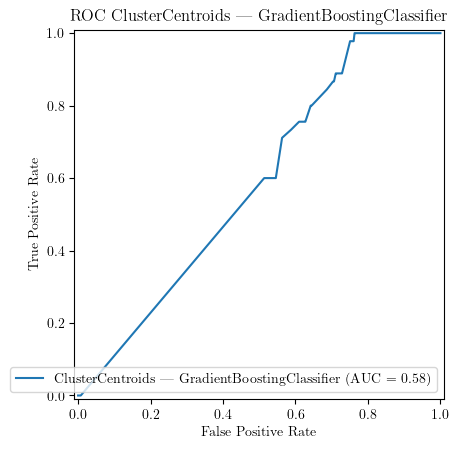 ROC ClusterCentroids — GradientBoostingClassifier
1.0
0.8
0.6
0.4
0.2
0.0
True Positive Rate
ClusterCentroids — GradientBoostingClassifier (AUC = 0.58)
0.0 0.2 0.4 0.6 0.8 1.0
False Positive Rate